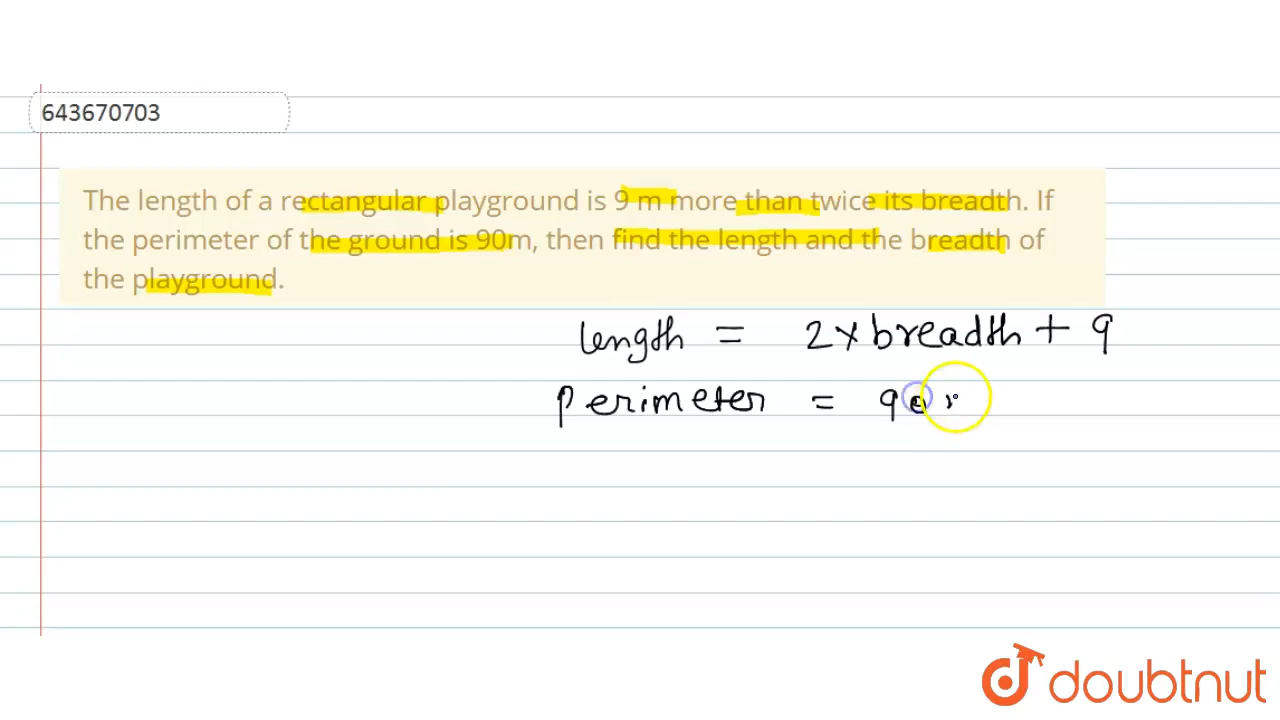 643670703
The length of a rectangular playground is 9 m more than twice its breadth. If
the perimeter of the ground is 90m, then find the length and the breadth of
the playground.
length = 2 × breadth + 9
perimeter = 90
doubtnut